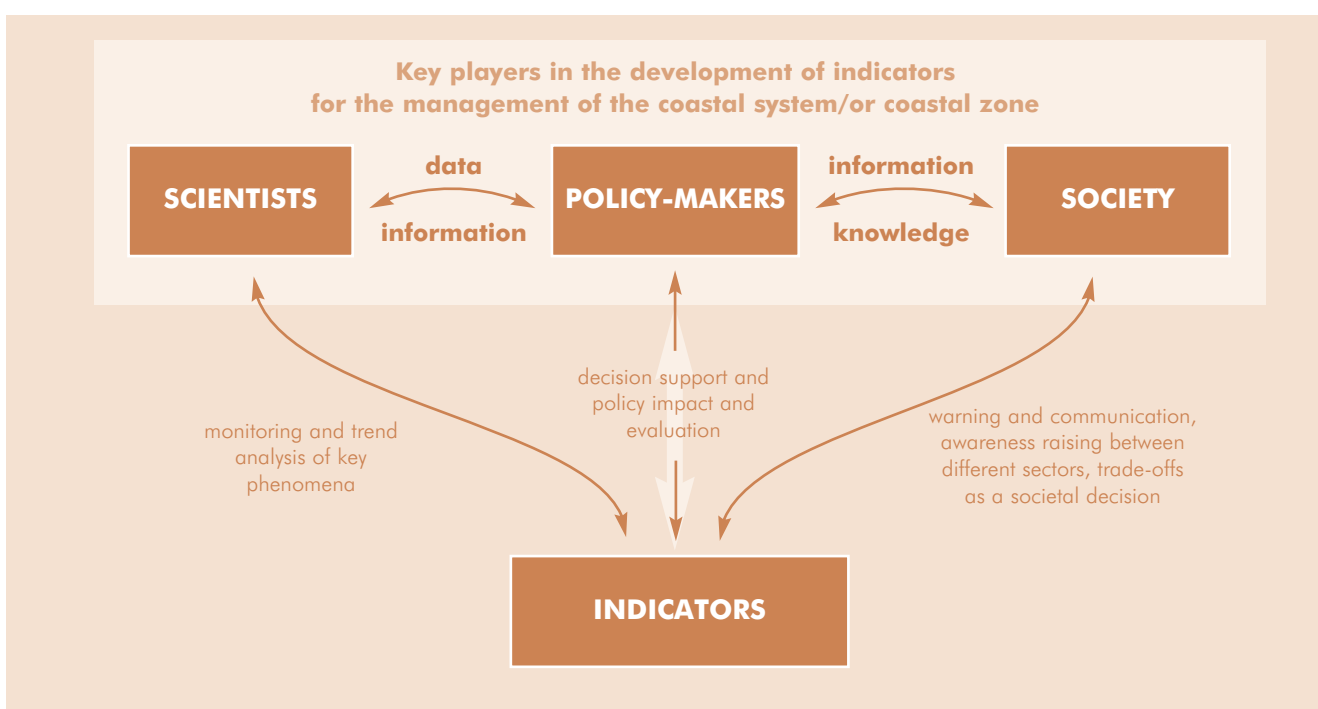 Key players in the development of indicators
for the management of the coastal system/or coastal zone
SCIENTISTS
data
information
POLICY-MAKERS
information
knowledge
SOCIETY
monitoring and trend
analysis of key
phenomena
decision support and
policy impact and
evaluation
warning and communication,
awareness raising between
different sectors, trade-offs
as a societal decision
INDICATORS